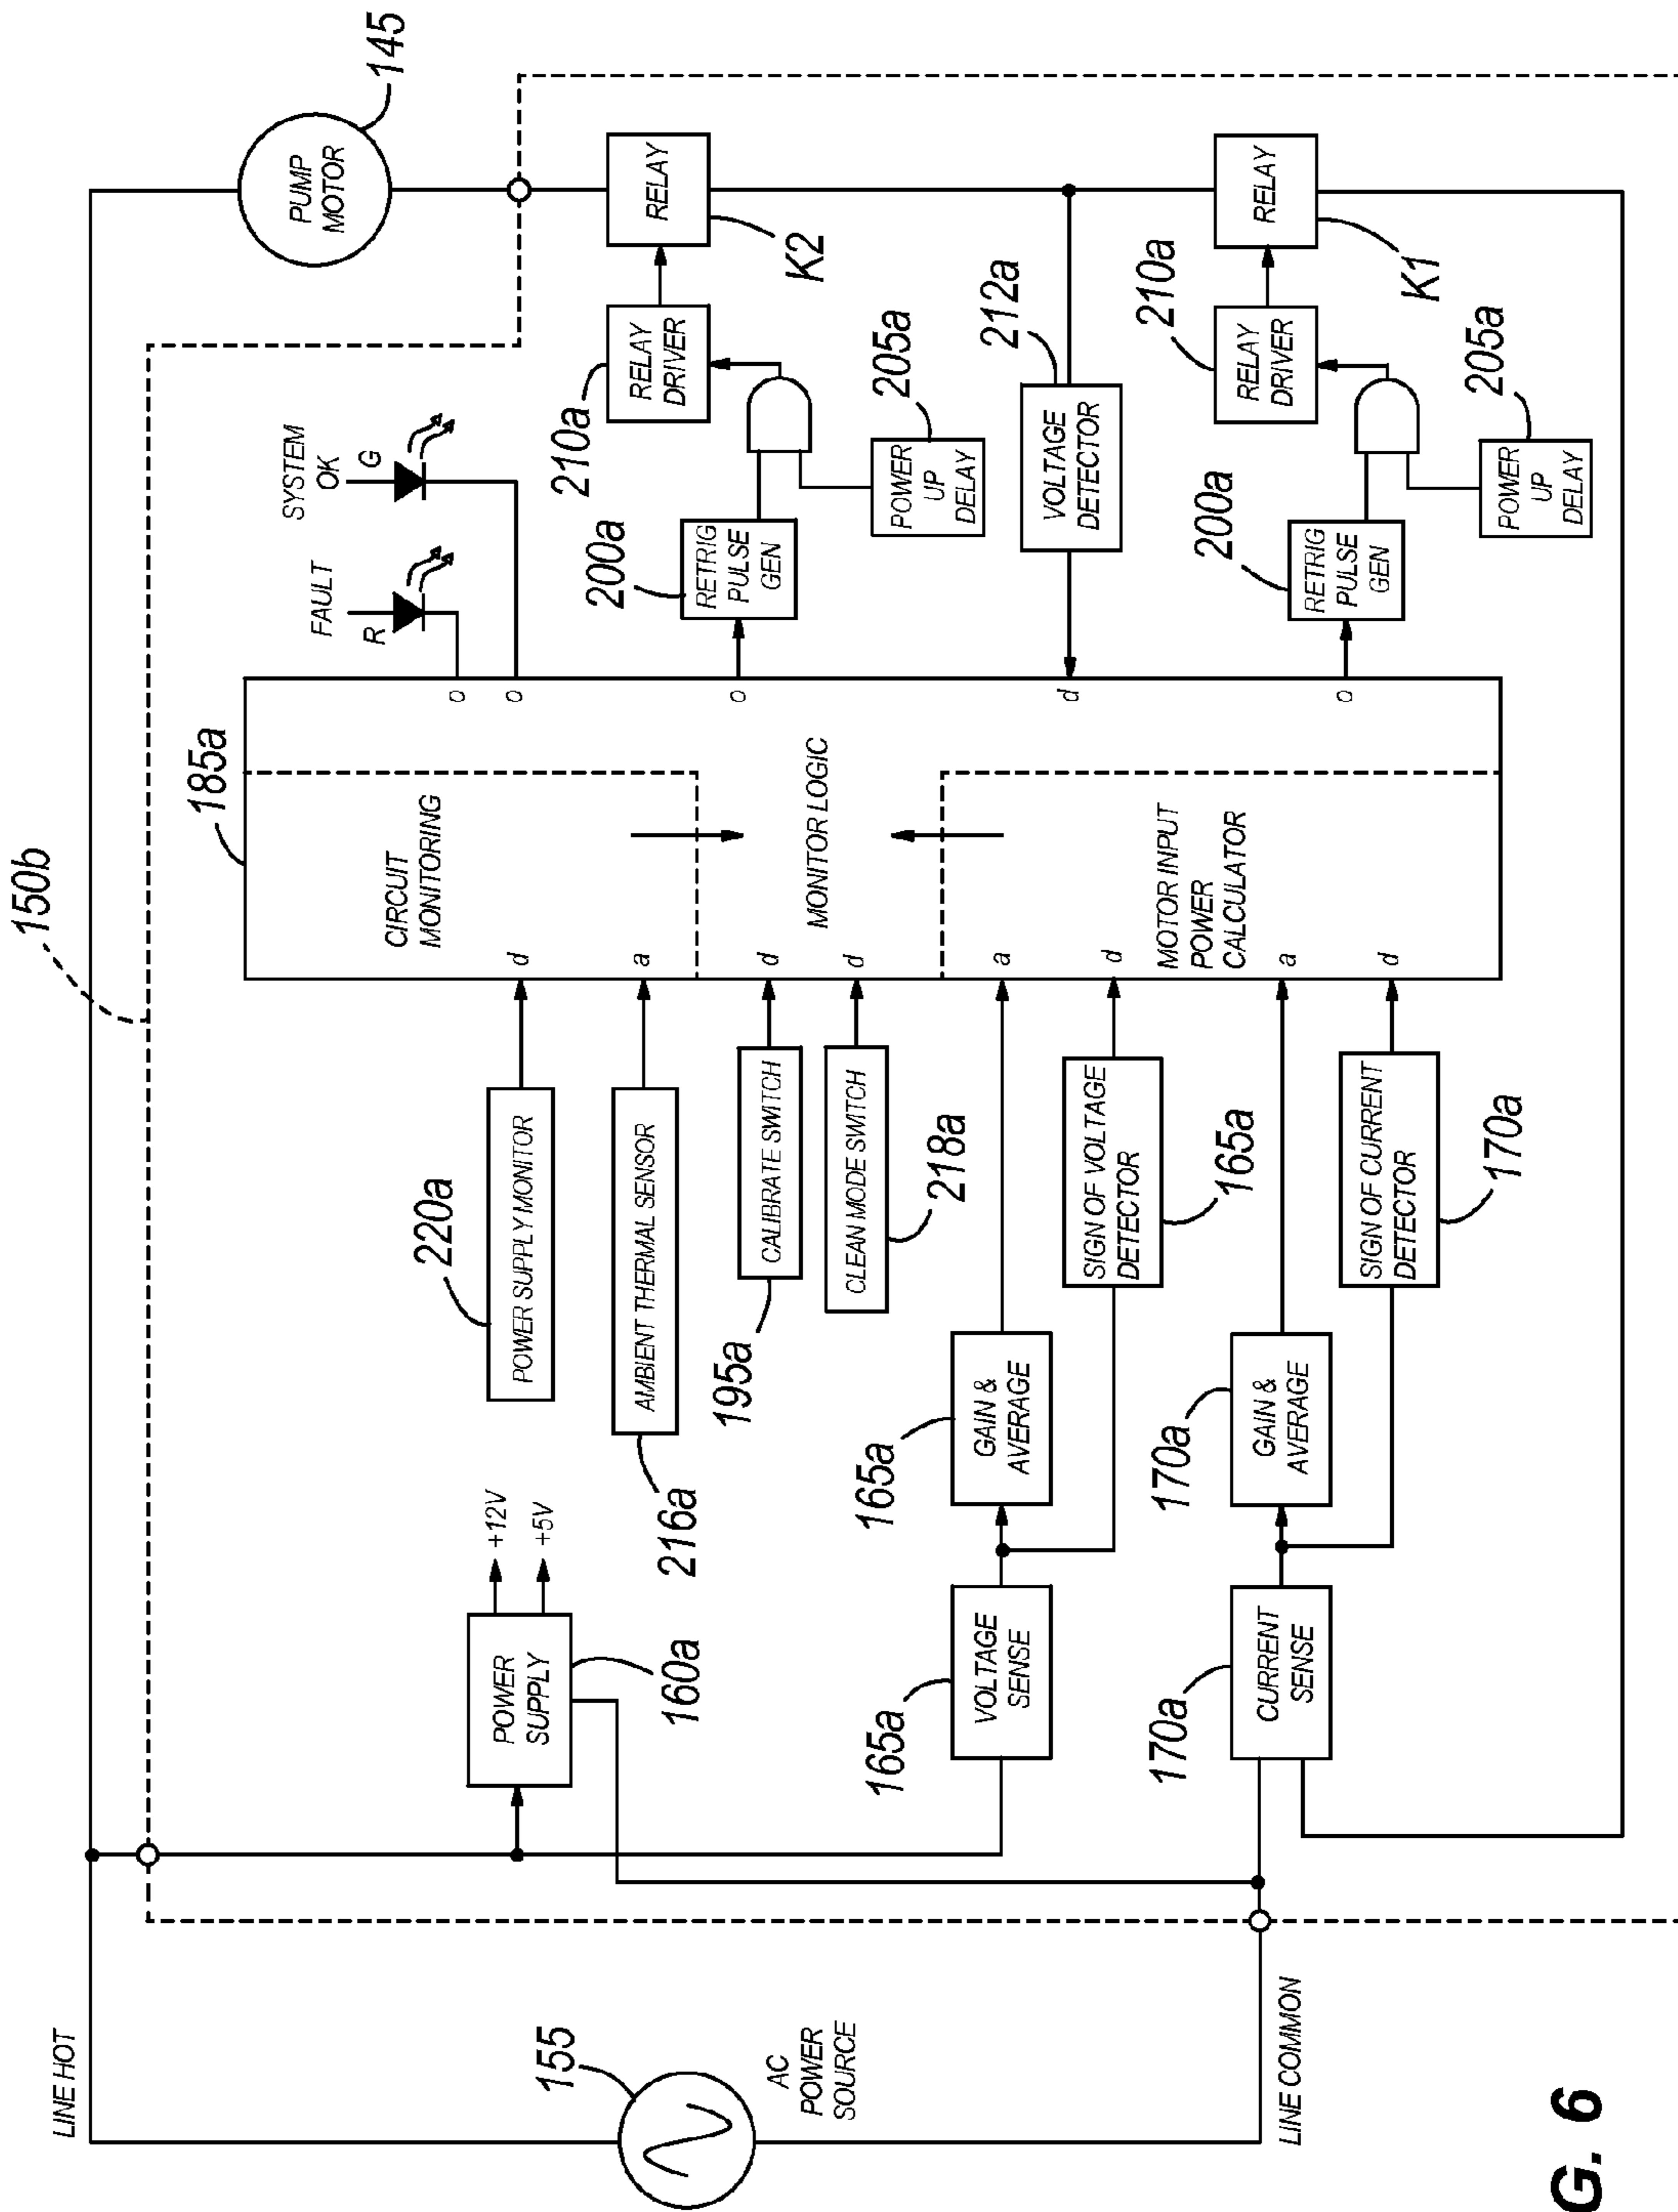 150b
LINE HOT
155
AC
POWER
SOURCE
LINE COMMON
POWER
SUPPLY
+12V
+5V
160a
220a
POWER SUPPLY MONITOR
AMBIENT THERMAL SENSOR
216a
195a
CALIBRATE SWITCH
CLEAN MODE SWITCH
218a
165a
VOLTAGE
SENSE
165a
GAIN &
AVERAGE
SIGN OF VOLTAGE
DETECTOR
165a
170a
CURRENT
SENSE
170a
GAIN &
AVERAGE
SIGN OF CURRENT
DETECTOR
170a
185a
CIRCUIT
MONITORING
d
a
d
d
MONITOR LOGIC
a
d
MOTOR INPUT
POWER
CALCULATOR
a
d
o
o
o
d
o
FAULT
R
SYSTEM
OK
G
PUMP
MOTOR
145
200a
RETRIG
PULSE
GEN
210a
RELAY
DRIVER
RELAY
K2
POWER
UP
DELAY
205a
212a
VOLTAGE
DETECTOR
200a
RETRIG
PULSE
GEN
210a
RELAY
DRIVER
RELAY
K1
POWER
UP
DELAY
205a
G. 6